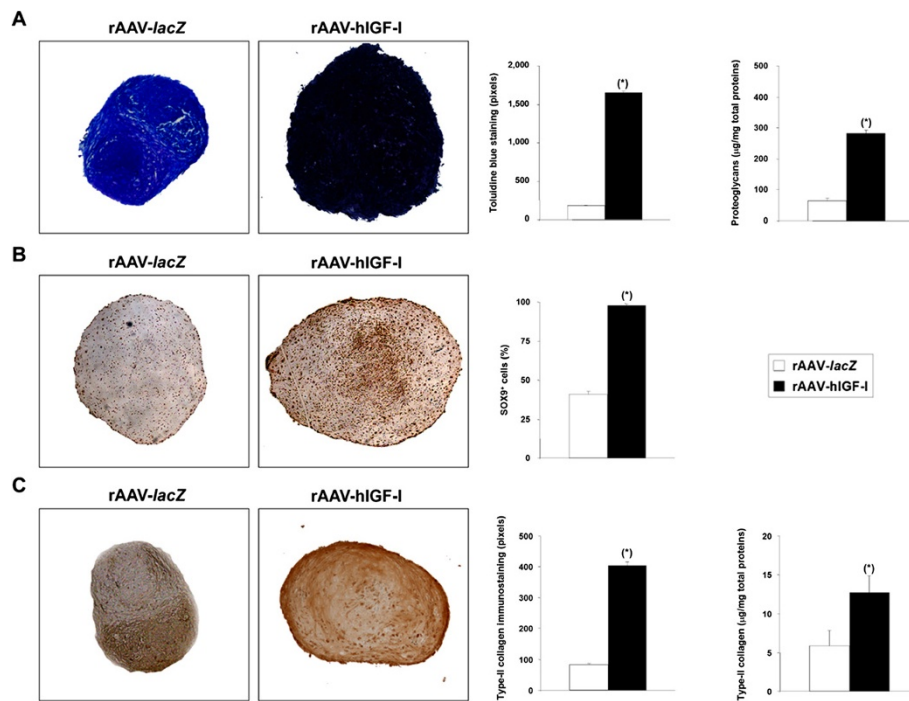 A
rAAV-lacZ
rAAV-hIGF-I
Toluidine blue staining (pixels)
2,000
1,500
1,000
500
0
(*)
Proteoglycans (µg/mg total proteins)
500
400
300
200
100
0
(*)
B
rAAV-lacZ
rAAV-hIGF-I
SOX9⁺ cells (%)
100
75
50
25
0
(*)
rAAV-lacZ
rAAV-hIGF-I
C
rAAV-lacZ
rAAV-hIGF-I
Type-II collagen immunostaining (pixels)
500
400
300
200
100
0
(*)
Type-II collagen (µg/mg total proteins)
20
15
10
5
0
(*)